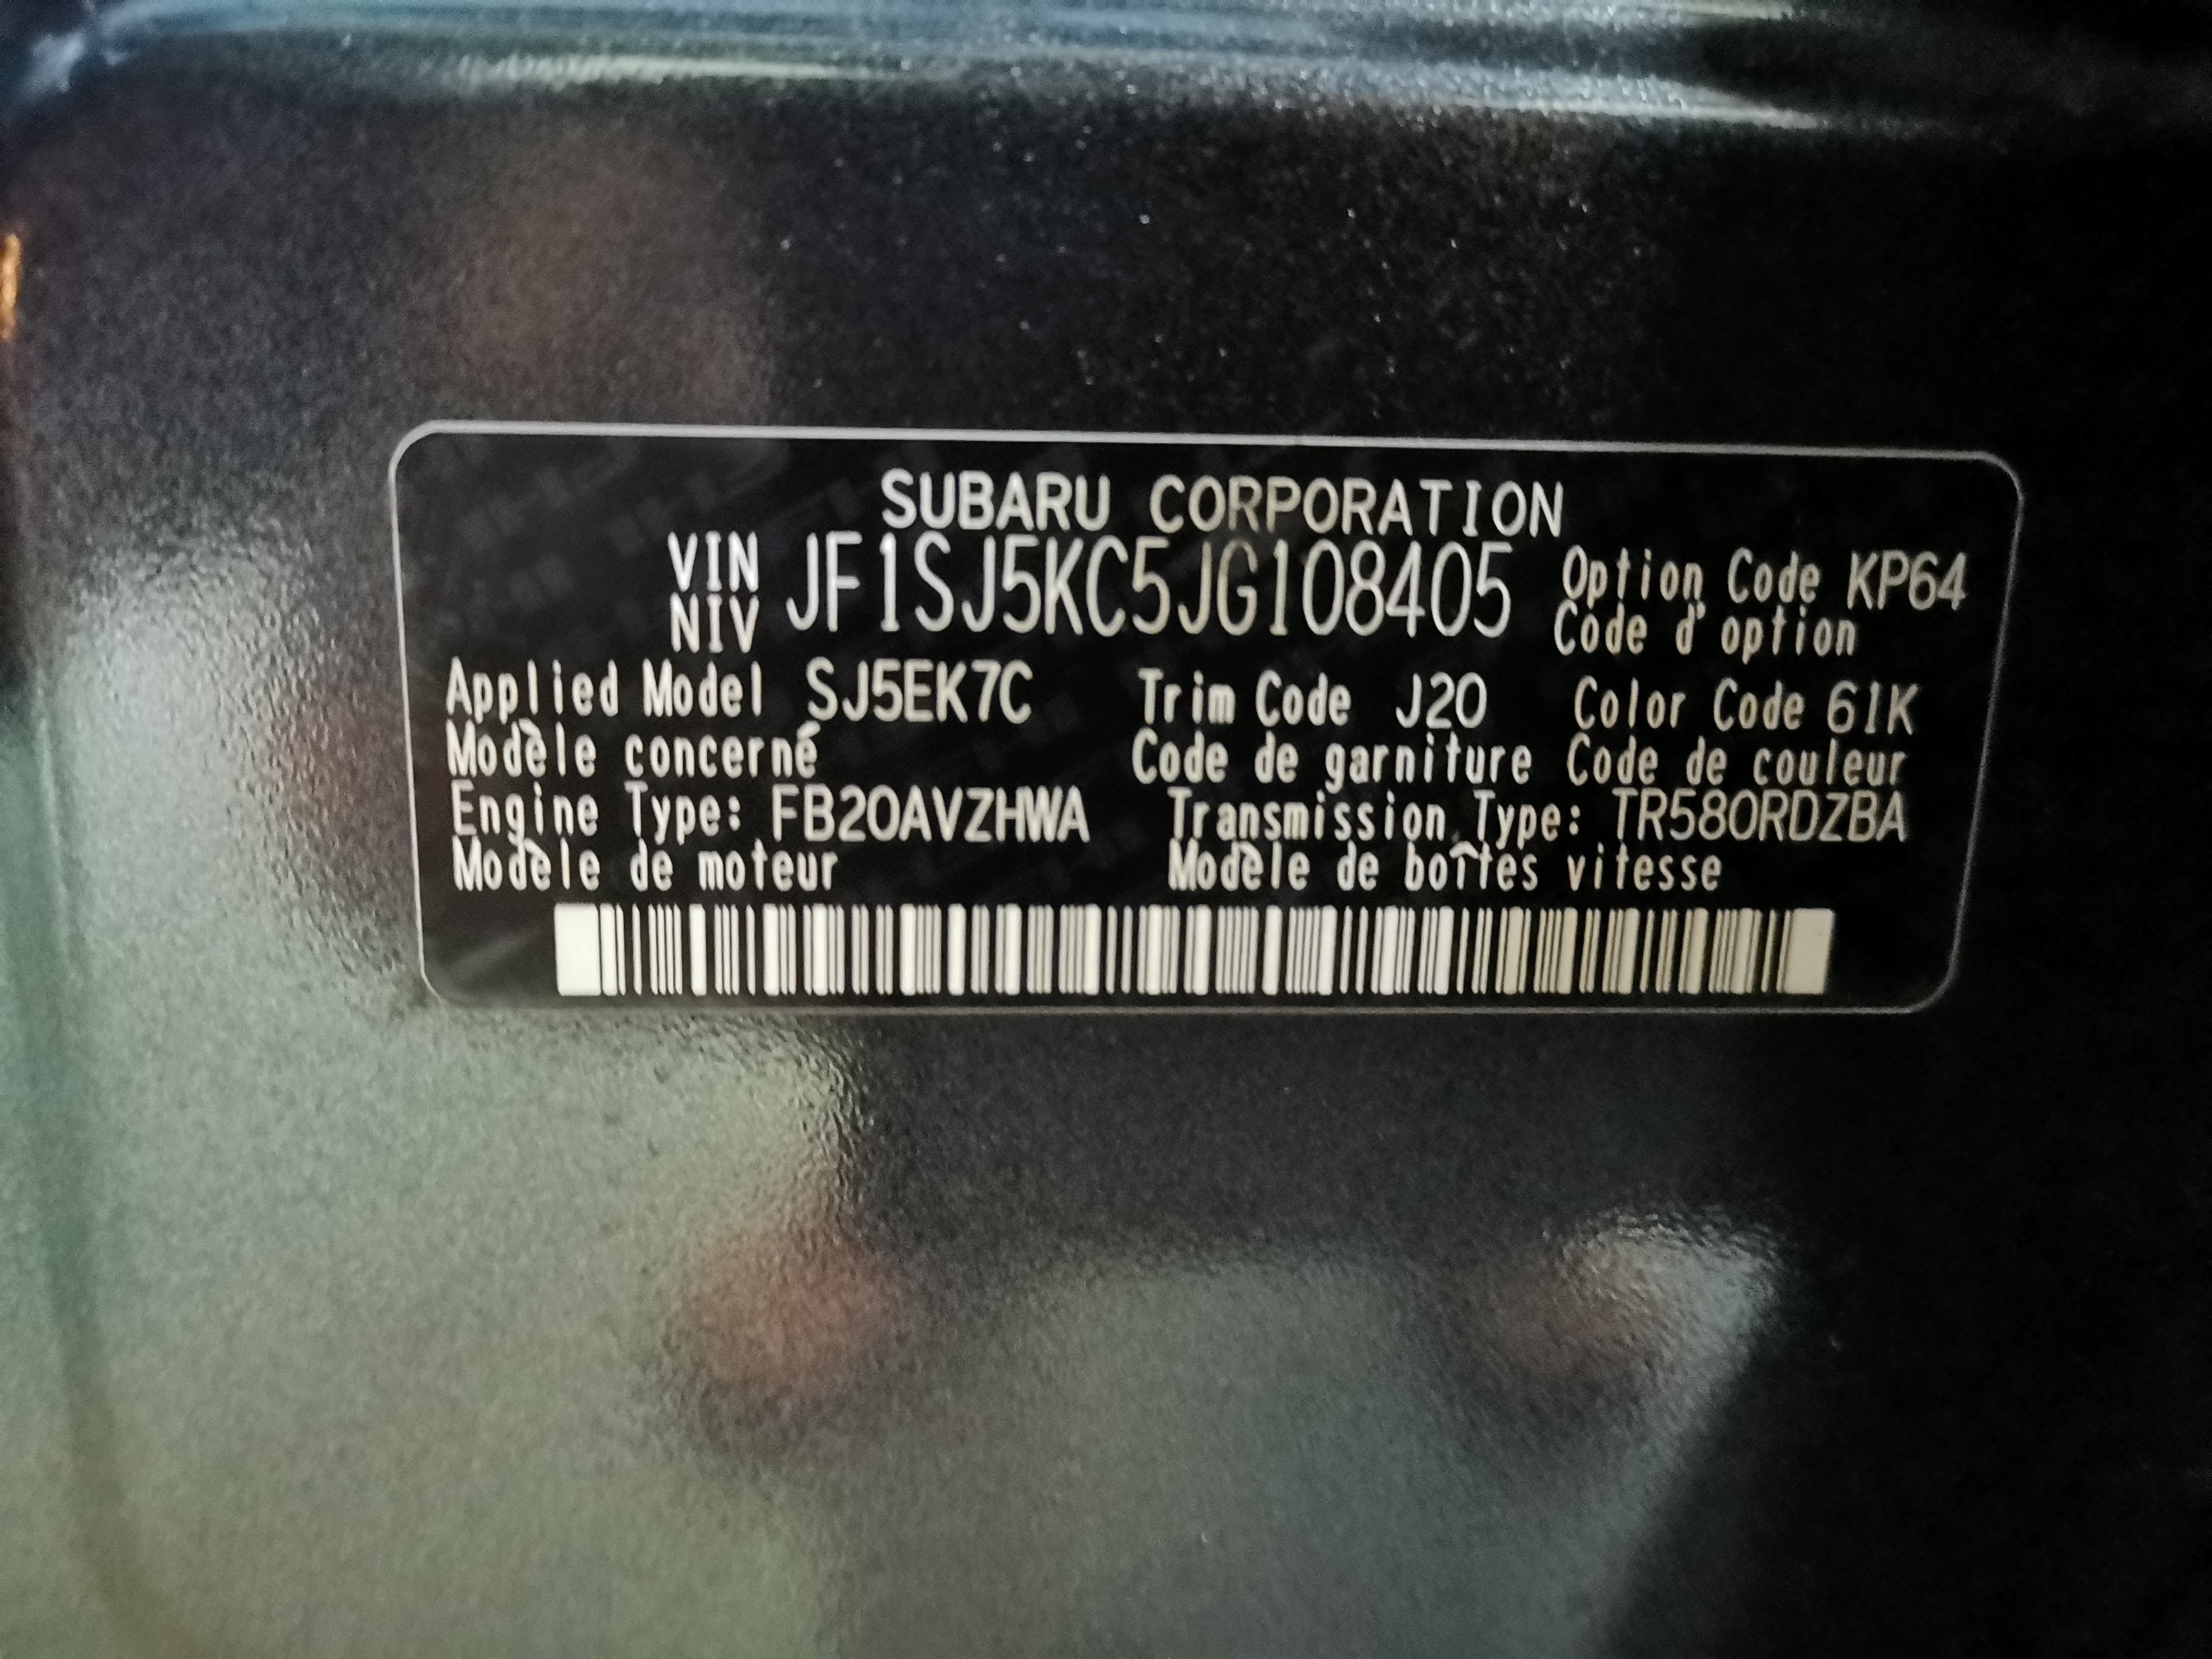 SUBARU CORPORATION
VIN
NIV JF1SJ5KC5JG108405 Option Code KP64
Code d'option
Applied Model SJ5EK7C Trim Code J20 Color Code 61K
Modèle concerné Code de garniture Code de couleur
Engine Type: FB20AVZHWA Transmission Type: TR580RDZBA
Modèle de moteur Modèle de boîtes vitesse